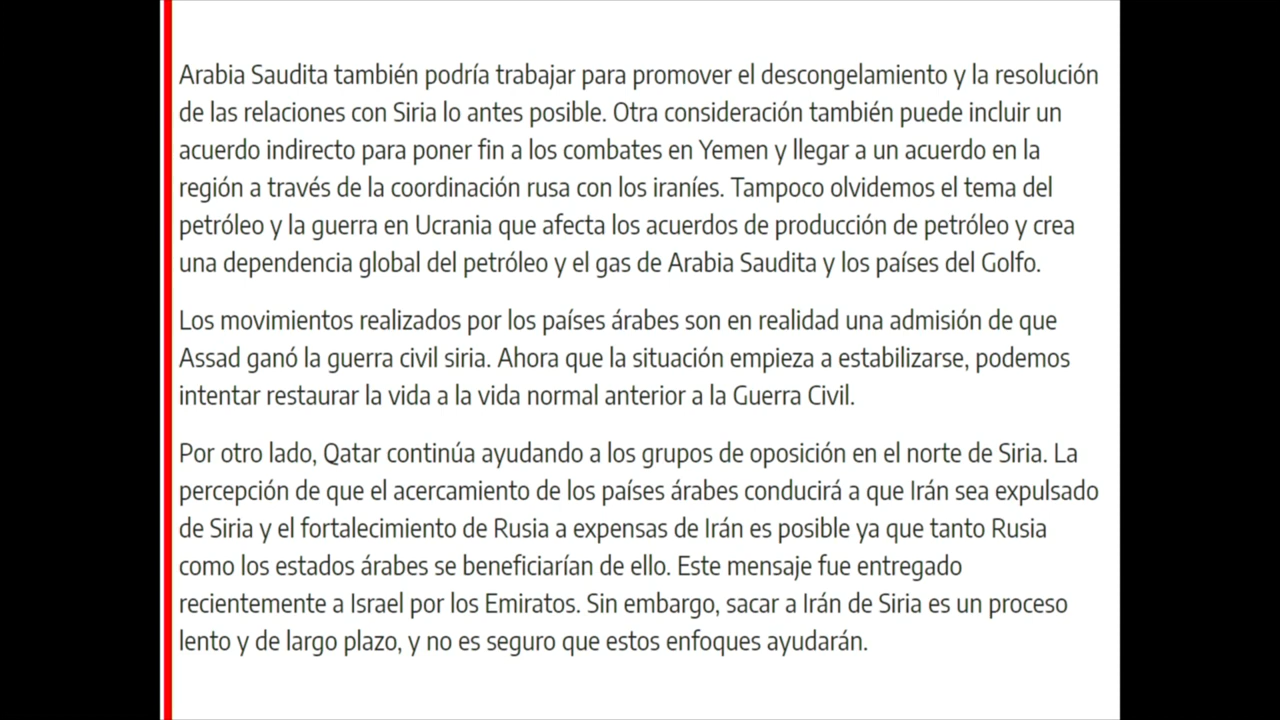 Arabia Saudita también podría trabajar para promover el descongelamiento y la resolución
de las relaciones con Siria lo antes posible. Otra consideración también puede incluir un
acuerdo indirecto para poner fin a los combates en Yemen y llegar a un acuerdo en la
región a través de la coordinación rusa con los iraníes. Tampoco olvidemos el tema del
petróleo y la guerra en Ucrania que afecta los acuerdos de producción de petróleo y crea
una dependencia global del petróleo y el gas de Arabia Saudita y los países del Golfo.
Los movimientos realizados por los países árabes son en realidad una admisión de que
Assad ganó la guerra civil siria. Ahora que la situación empieza a estabilizarse, podemos
intentar restaurar la vida a la vida normal anterior a la Guerra Civil.
Por otro lado, Qatar continúa ayudando a los grupos de oposición en el norte de Siria. La
percepción de que el acercamiento de los países árabes conducirá a que Irán sea expulsado
de Siria y el fortalecimiento de Rusia a expensas de Irán es posible ya que tanto Rusia
como los estados árabes se beneficiarían de ello. Este mensaje fue entregado
recientemente a Israel por los Emiratos. Sin embargo, sacar a Irán de Siria es un proceso
lento y de largo plazo, y no es seguro que estos enfoques ayudarán.